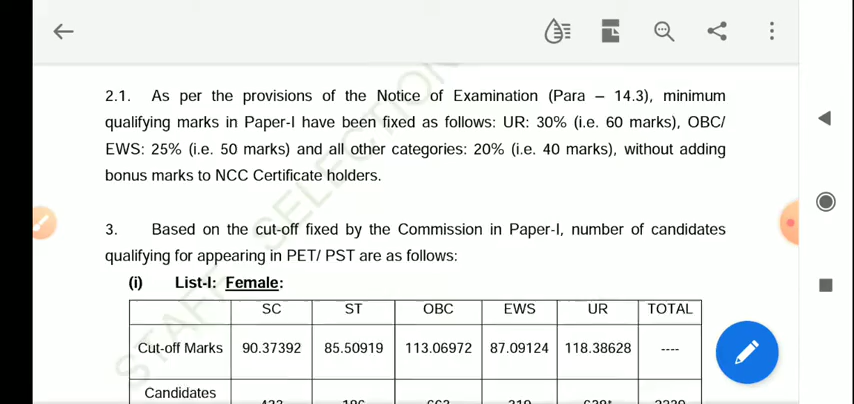 2.1. As per the provisions of the Notice of Examination (Para – 14.3), minimum
qualifying marks in Paper-I have been fixed as follows: UR: 30% (i.e. 60 marks), OBC/
EWS: 25% (i.e. 50 marks) and all other categories: 20% (i.e. 40 marks), without adding
bonus marks to NCC Certificate holders.
3. Based on the cut-off fixed by the Commission in Paper-I, number of candidates
qualifying for appearing in PET/ PST are as follows:
(i) List-I: Female:
SC ST OBC EWS UR TOTAL
Cut-off Marks 90.37392 85.50919 113.06972 87.09124 118.38628 ----
Candidates
STAFF SELECTION